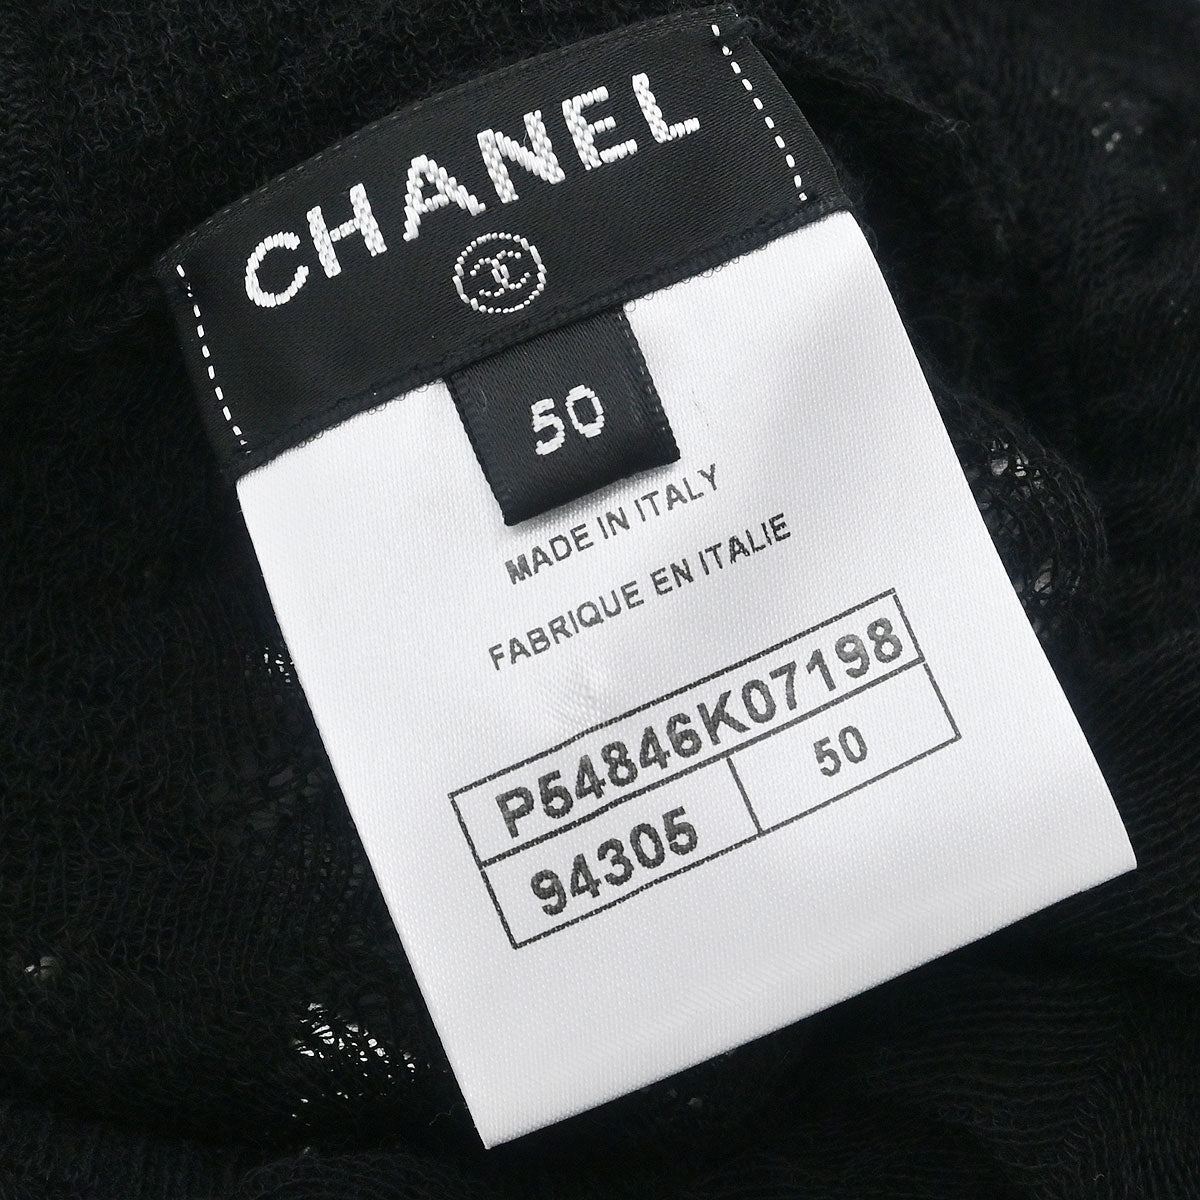 CHANEL
50
MADE IN ITALY
FABRIQUE EN ITALIE
P54846K07198
94305 50